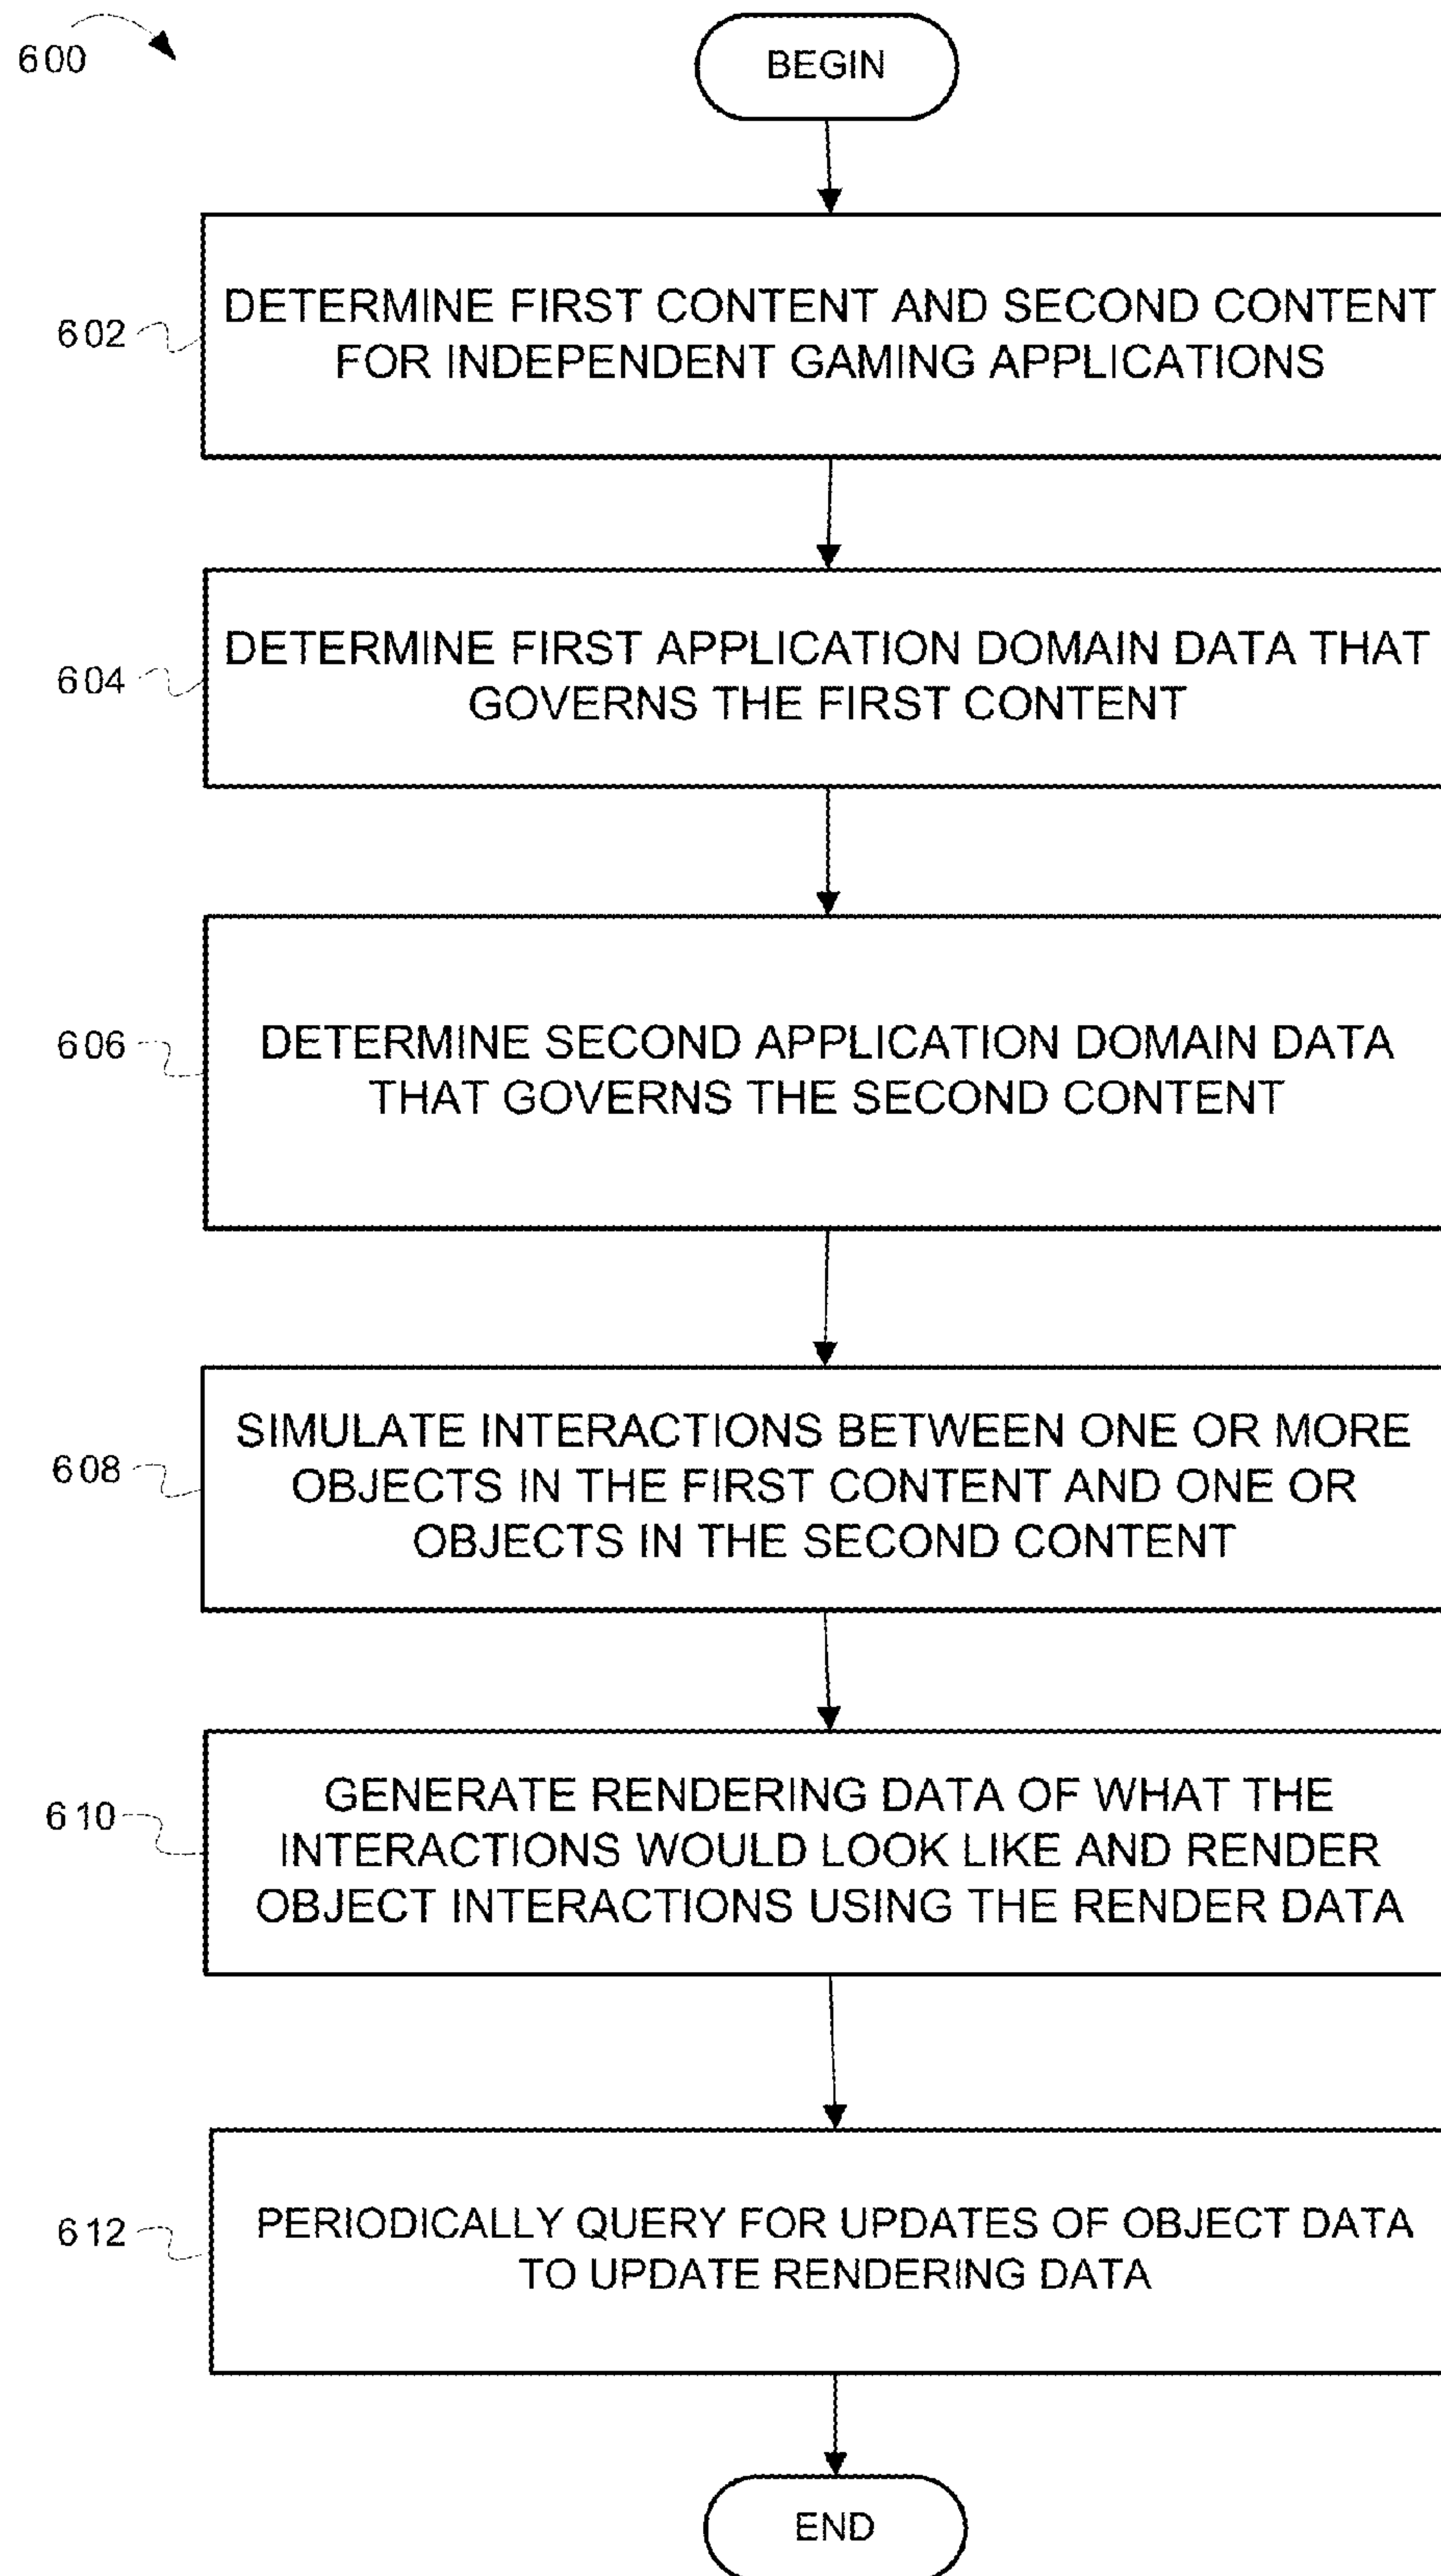 600
BEGIN
602
DETERMINE FIRST CONTENT AND SECOND CONTENT
FOR INDEPENDENT GAMING APPLICATIONS
604
DETERMINE FIRST APPLICATION DOMAIN DATA THAT
GOVERNS THE FIRST CONTENT
606
DETERMINE SECOND APPLICATION DOMAIN DATA
THAT GOVERNS THE SECOND CONTENT
608
SIMULATE INTERACTIONS BETWEEN ONE OR MORE
OBJECTS IN THE FIRST CONTENT AND ONE OR
OBJECTS IN THE SECOND CONTENT
610
GENERATE RENDERING DATA OF WHAT THE
INTERACTIONS WOULD LOOK LIKE AND RENDER
OBJECT INTERACTIONS USING THE RENDER DATA
612
PERIODICALLY QUERY FOR UPDATES OF OBJECT DATA
TO UPDATE RENDERING DATA
END